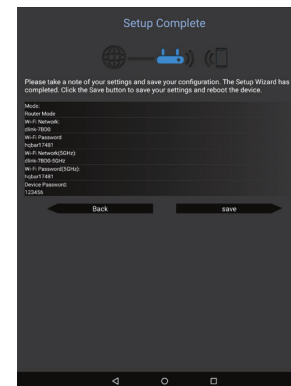 Setup Complete
Please take a note of your settings and save your configuration. The Setup Wizard has
completed. Click the Save button to save your settings and reboot the device.
Mode:
Router Mode
Wi-Fi Network:
dlink-7BD0
Wi-Fi Password
hqbar17481
Wi-Fi Network(5GHz):
dlink-7BD0-5GHz
Wi-Fi Password(5GHz):
hqbar17481
Device Password:
123456
Back
save